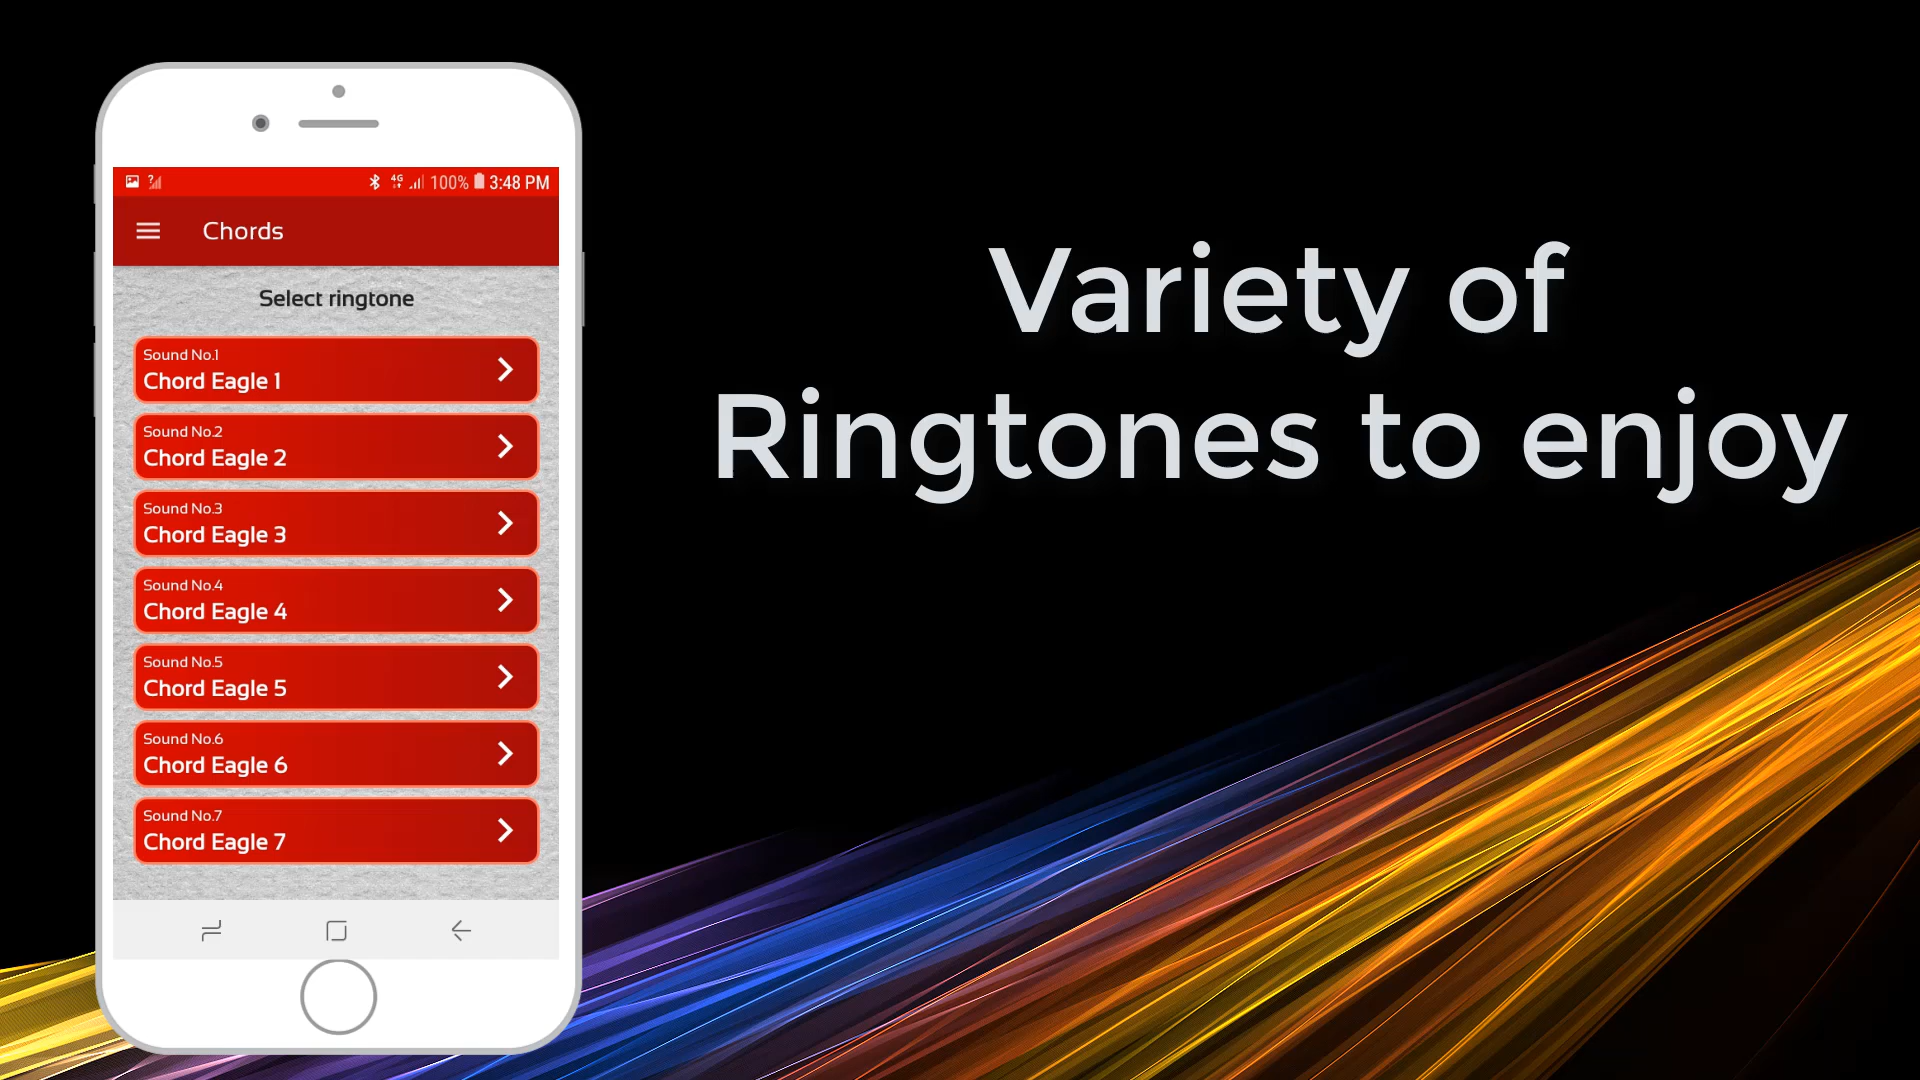 4G 100% 3:48 PM
Chords
Select ringtone
Sound No.1
Chord Eagle 1
Sound No.2
Chord Eagle 2
Sound No.3
Chord Eagle 3
Sound No.4
Chord Eagle 4
Sound No.5
Chord Eagle 5
Sound No.6
Chord Eagle 6
Sound No.7
Chord Eagle 7
Variety of
Ringtones to enjoy